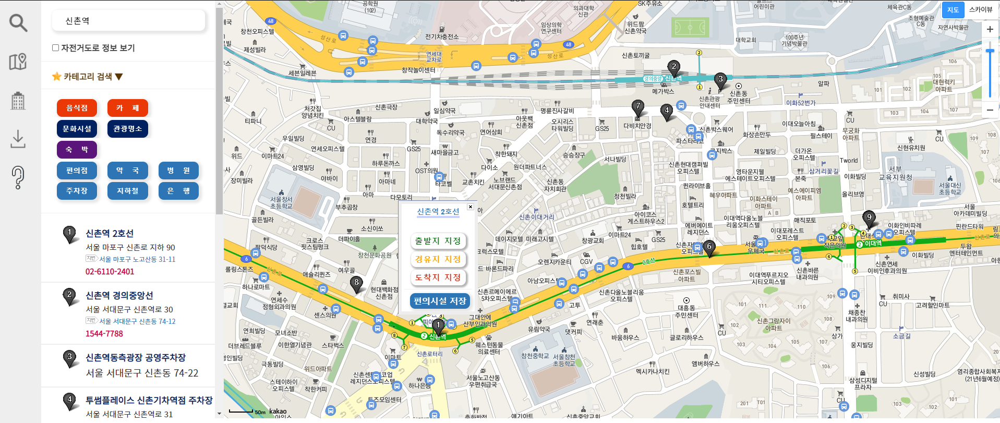 신촌역
자전거도로 정보 보기
카테고리 검색 ▼
음식점
카 페
문화시설
관광명소
숙 박
편의점
약 국
병 원
주차장
지하철
은 행
1
신촌역 2호선
서울 마포구 신촌로 지하 90
지번 서울 마포구 노고산동 31-11
02-6110-2401
2
신촌역 경의중앙선
서울 서대문구 신촌역로 30
지번 서울 서대문구 신촌동 74-12
1544-7788
3
신촌역동측광장 공영주차장
서울 서대문구 신촌동 74-22
4
투썸플레이스 신촌기차역점 주차장
서울 서대문구 신촌역로 31
지도
스카이뷰
신촌역 2호선
출발지 지정
경유지 지정
도착지 지정
편의시설 저장
공학원
(102)
의과대학
신관
SK주유소
어린이관
체육관C동
조형예술관
C동
자연사박물관
48
창천오피스텔
성산로
제성빌라
전기차충전소
임상의학
연구센터
위드팜
신촌약국
대학교회
100주년
기념박물관
48
성산로
연세대
교차로
창작놀이센터
세븐일레븐
신촌토끼굴
경의중앙 신촌역
메가박스
신촌관광
안내센터
신촌동
주민센터
알파
대현럭키
아파트
이화52번가
처갓집
양념치킨
신촌극장
일심약국
대학약국
명륜진사갈비
아웃백
신촌점
오시리스
타워빌딩
GS25
다비치안경
신촌박스퀘어
이대오늘아침
CU
무궁화
아파트
티파니
CU
아스텔블랑
독수리약국
연어상회
파스타리코
화상손만두
필스테이
CU
신현유치원
우일빌딩
연경
연세오피스텔
GS25
새마을금고
착한돼지
승승장구
서나빌딩
제일빌딩
더가온
오피스텔
Tworld
위드
이마트24
하루돈까스
OST의원
다이소
원더파트너스
신촌현대캠퍼빌
오피스텔
영타운지웰
에스테이트오피스텔
삼거리꽃길
본죽
이화빌딩
서부
교육지원청
서울대신
초등학교
장미빌라
삼영빌딩
야바이
아마네
타코벨
교촌치킨
노브랜드
서대문신촌점
신촌동
자치회관
퀸라이브홀
혜우아파트
예스에이피엠
아파트
올리브영
서울창서
초등학교
아마
다모토리
청천빌라
호텔트리
이화스테이
아파트
서울
아카데미빌딩
부추곱창
골든빌라
소신이쏘
신촌이대거리
아이코스
게스트하우스2
에버에이트
레지던스
이대역다올노블
리움오피스텔
매직포토
이대포레스트
오피스텔
이화인비따레
오피스텔
핀란드타워
팔덕식당
크로스
핏스팀펑크
더파이홀
데이지모텔
미래고시텔
창광교회
이마트24
힙호텔
GS25
이대역
창천문화공원
오렌지카운티
CGV
2호선
신촌로
두왕
엔터테인먼트
이화빌딩
롤링스톤즈
신촌로
애슐리퀸즈
여우골
현대백화점
신촌점
아남오피스텔
신촌포스빌
아파트
이대역푸르지오
시티오피스텔
신촌바른
내과의원
신촌연세
이비인후과의원
하나로마트
연세수
정형외과의원
센스의원
신촌르메이에르
5차오피스텔
고투
신촌다올노블리움
오피스텔
대흥동
주민센터
CU
취미사
고려할인마트
채종찬
내과의원
그대안에
산부인과의원
신촌역
유림약국
댓커피
연래춘
바움하우스
글로리하우스
CU
신촌그랑자이
아파트
상가
소금길
웅지빌딩
연희빌딩
모녀소반
더브레드블루
이한열기념관
스타벅스
신촌로터리
이마트
웨스턴동물
의료센터
창천중학교
서울창천
초등학교
앰버하우스
극동빌딩
위드아파트
멕시카나치킨
스테이하이
오피스텔
착한커피
하나은행
서울노고산동
우편취급국
삼성디지털
프라자
신성빌딩
염리종합사회복지
(21년6월예정)
토즈모임센터
신촌중앙교회
얘기아트
CU
50m
kakao